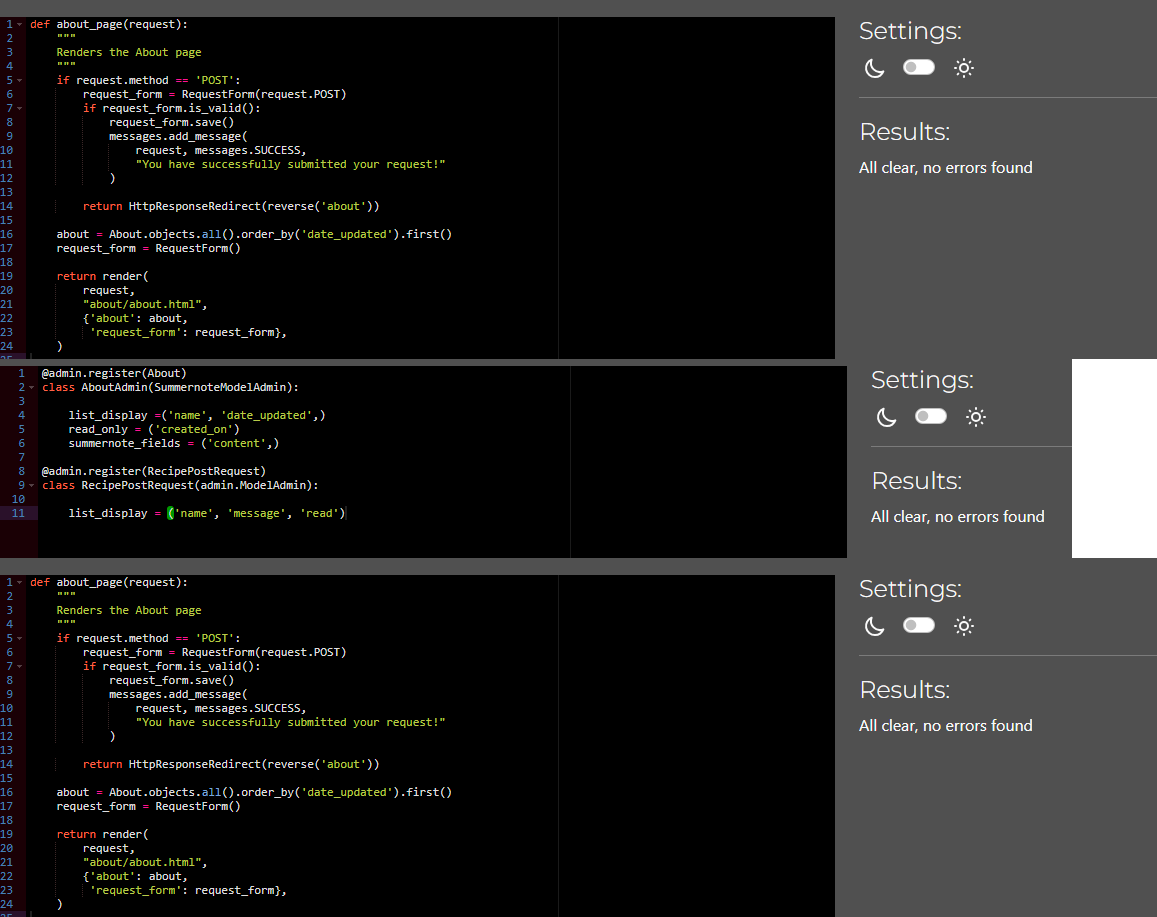 1 def about_page(request):
2     """
3     Renders the About page
4     """
5     if request.method == 'POST':
6         request_form = RequestForm(request.POST)
7         if request_form.is_valid():
8             request_form.save()
9             messages.add_message(
10                 request, messages.SUCCESS,
11                 "You have successfully submitted your request!"
12             )
13
14         return HttpResponseRedirect(reverse('about'))
15
16     about = About.objects.all().order_by('date_updated').first()
17     request_form = RequestForm()
18
19     return render(
20         request,
21         "about/about.html",
22         {'about': about,
23          'request_form': request_form},
24     )
25
Settings:
Results:
All clear, no errors found
1 @admin.register(About)
2 class AboutAdmin(SummernoteModelAdmin):
3
4     list_display =('name', 'date_updated',)
5     read_only = ('created_on')
6     summernote_fields = ('content',)
7
8 @admin.register(RecipePostRequest)
9 class RecipePostRequest(admin.ModelAdmin):
10
11     list_display = ('name', 'message', 'read')
Settings:
Results:
All clear, no errors found
1 def about_page(request):
2     """
3     Renders the About page
4     """
5     if request.method == 'POST':
6         request_form = RequestForm(request.POST)
7         if request_form.is_valid():
8             request_form.save()
9             messages.add_message(
10                 request, messages.SUCCESS,
11                 "You have successfully submitted your request!"
12             )
13
14         return HttpResponseRedirect(reverse('about'))
15
16     about = About.objects.all().order_by('date_updated').first()
17     request_form = RequestForm()
18
19     return render(
20         request,
21         "about/about.html",
22         {'about': about,
23          'request_form': request_form},
24     )
25
Settings:
Results:
All clear, no errors found